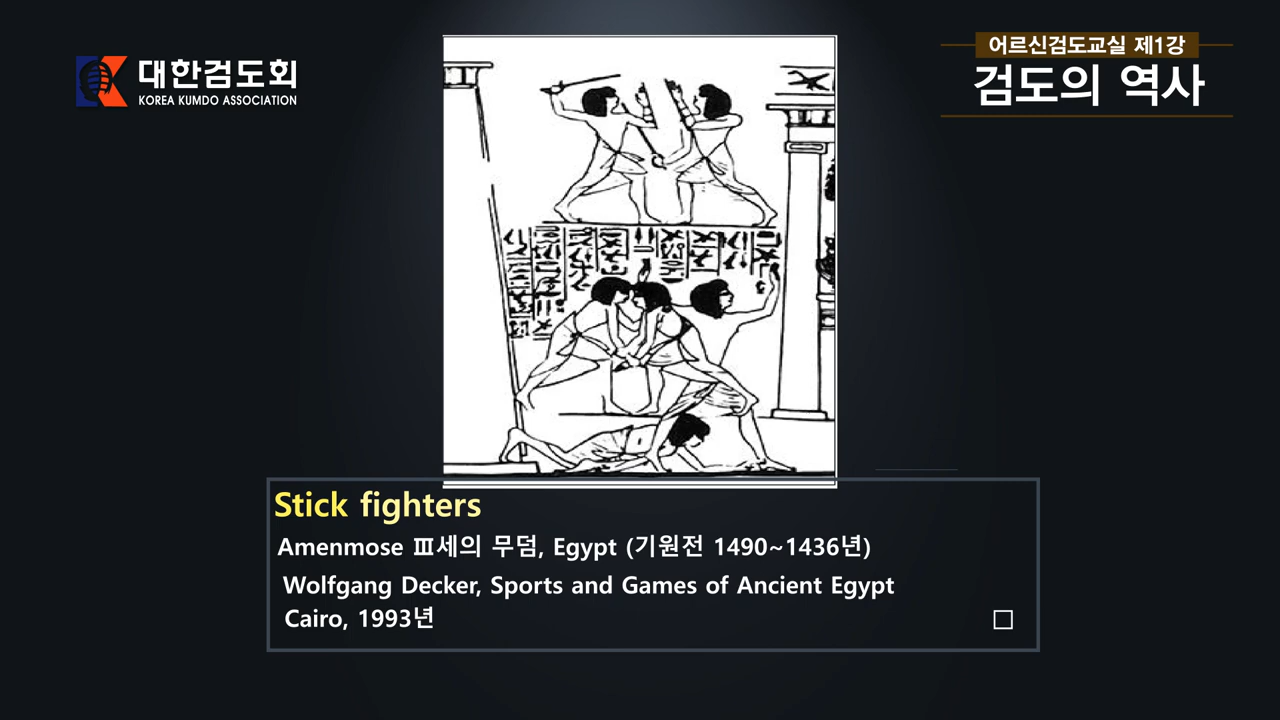 대한검도회
KOREA KUMDO ASSOCIATION
어르신검도교실 제1강
검도의 역사
Stick fighters
Amenmose Ⅲ세의 무덤, Egypt (기원전 1490~1436년)
Wolfgang Decker, Sports and Games of Ancient Egypt
Cairo, 1993년